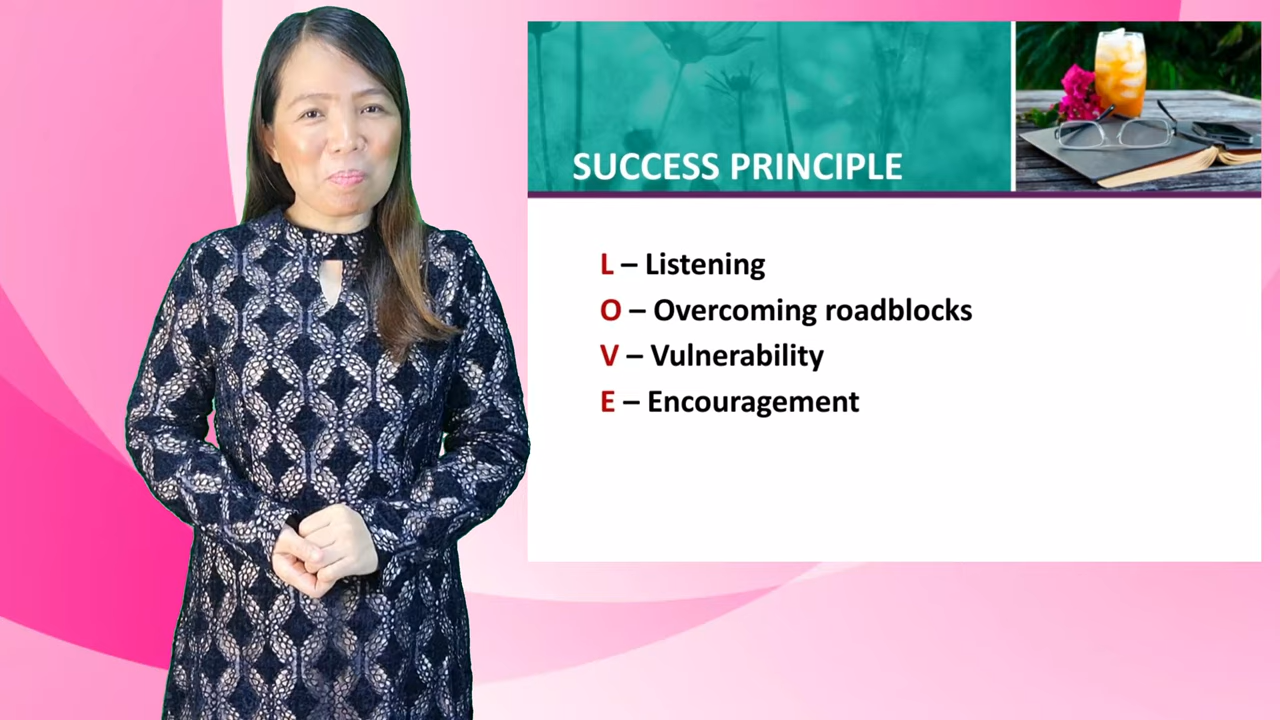 SUCCESS PRINCIPLE
L – Listening
O – Overcoming roadblocks
V – Vulnerability
E – Encouragement